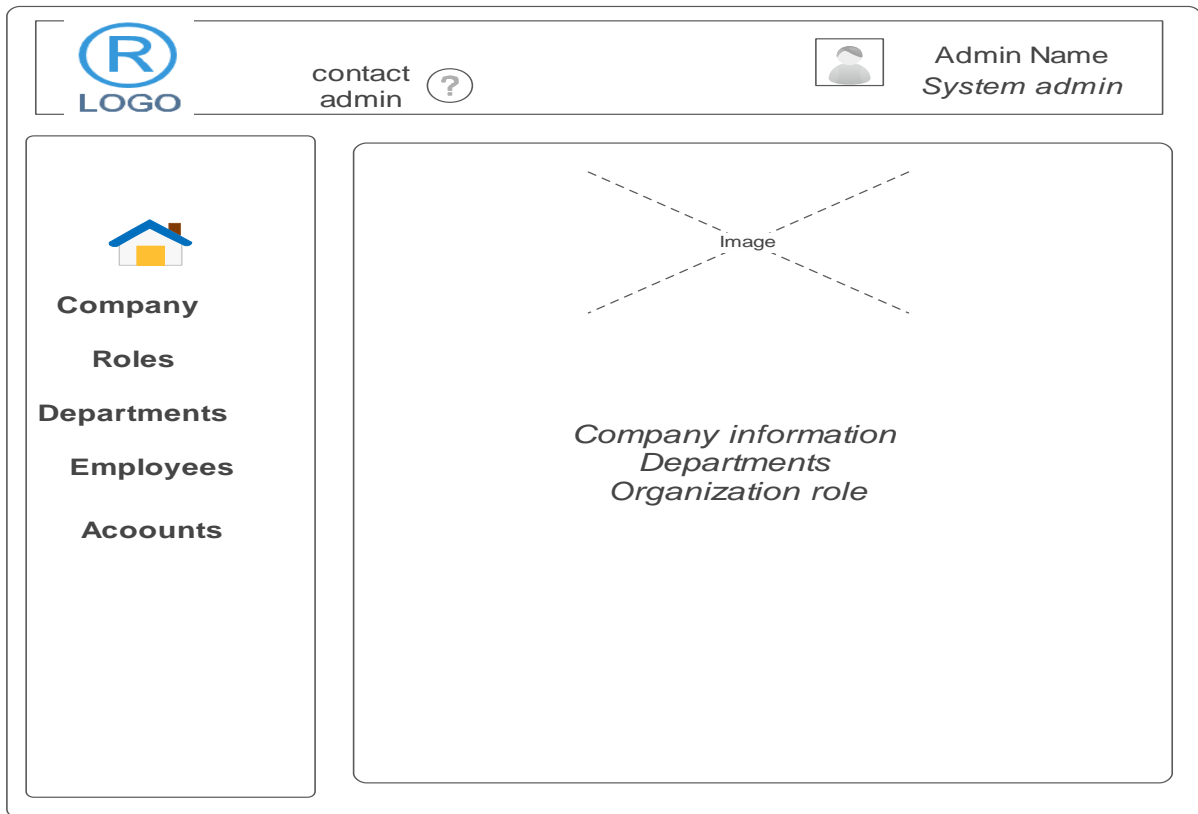 R
LOGO
contact
admin
?
Admin Name
System admin
Company
Roles
Departments
Employees
Acoounts
Image
Company information
Departments
Organization role